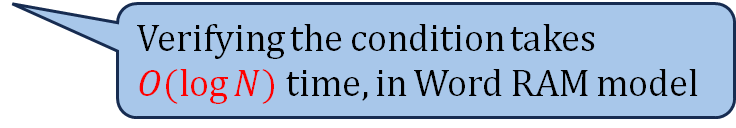 Verifying the condition takes
O(log N) time, in Word RAM model